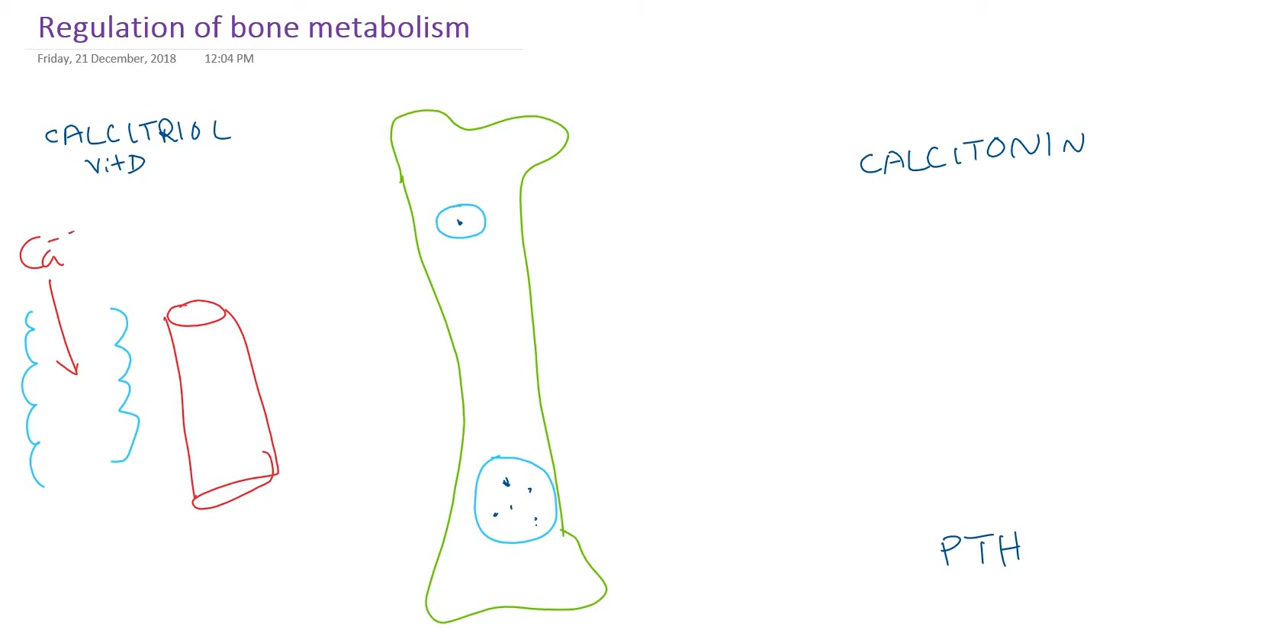 Regulation of bone metabolism
Friday, 21 December, 2018 12:04 PM
CALCITRIOL
VitD
CALCITONIN
Ca--
PTH